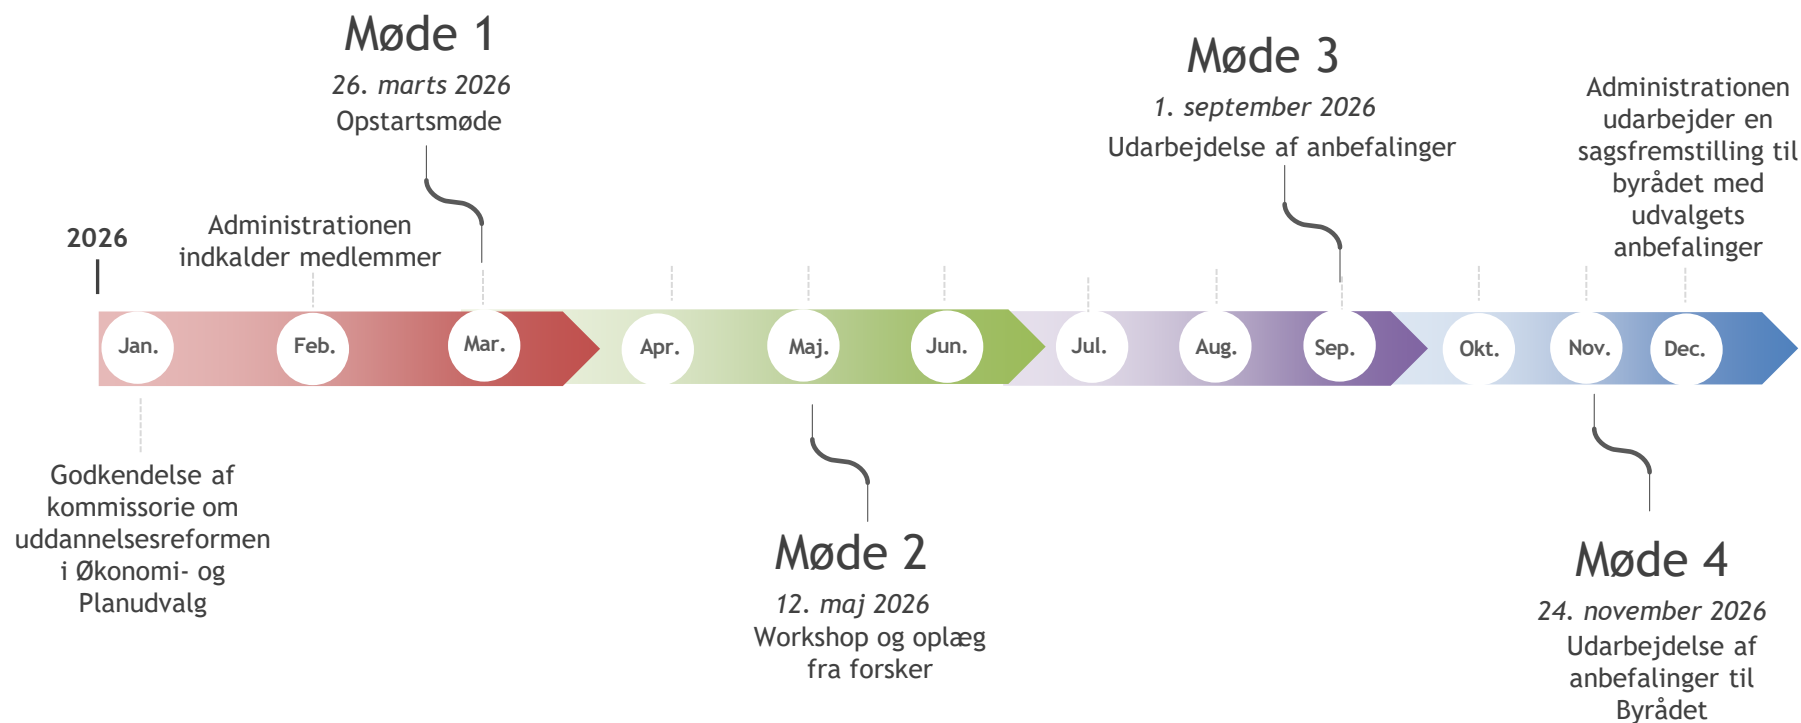 Møde 1
26. marts 2026
Opstartsmøde
Møde 3
1. september 2026
Udarbejdelse af anbefalinger
Administrationen
udarbejder en
sagsfremstilling til
byrådet med
udvalgets
anbefalinger
2026
Administrationen
indkalder medlemmer
Jan.
Feb.
Mar.
Apr.
Maj.
Jun.
Jul.
Aug.
Sep.
Okt.
Nov.
Dec.
Godkendelse af
kommissorie om
uddannelsesreformen
i Økonomi- og
Planudvalg
Møde 2
12. maj 2026
Workshop og oplæg
fra forsker
Møde 4
24. november 2026
Udarbejdelse af
anbefalinger til
Byrådet